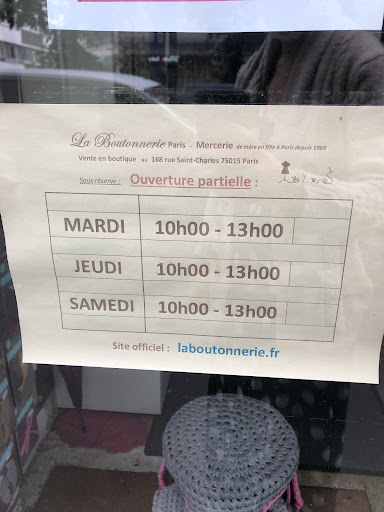 La Boutonnerie Paris - Mercerie de mère en fille à Paris depuis 1969
Vente en boutique au 168 rue Saint-Charles 75015 Paris
Sous réserve : Ouverture partielle :
MARDI 10h00 - 13h00
JEUDI 10h00 - 13h00
SAMEDI 10h00 - 13h00
Site officiel : laboutonnerie.fr